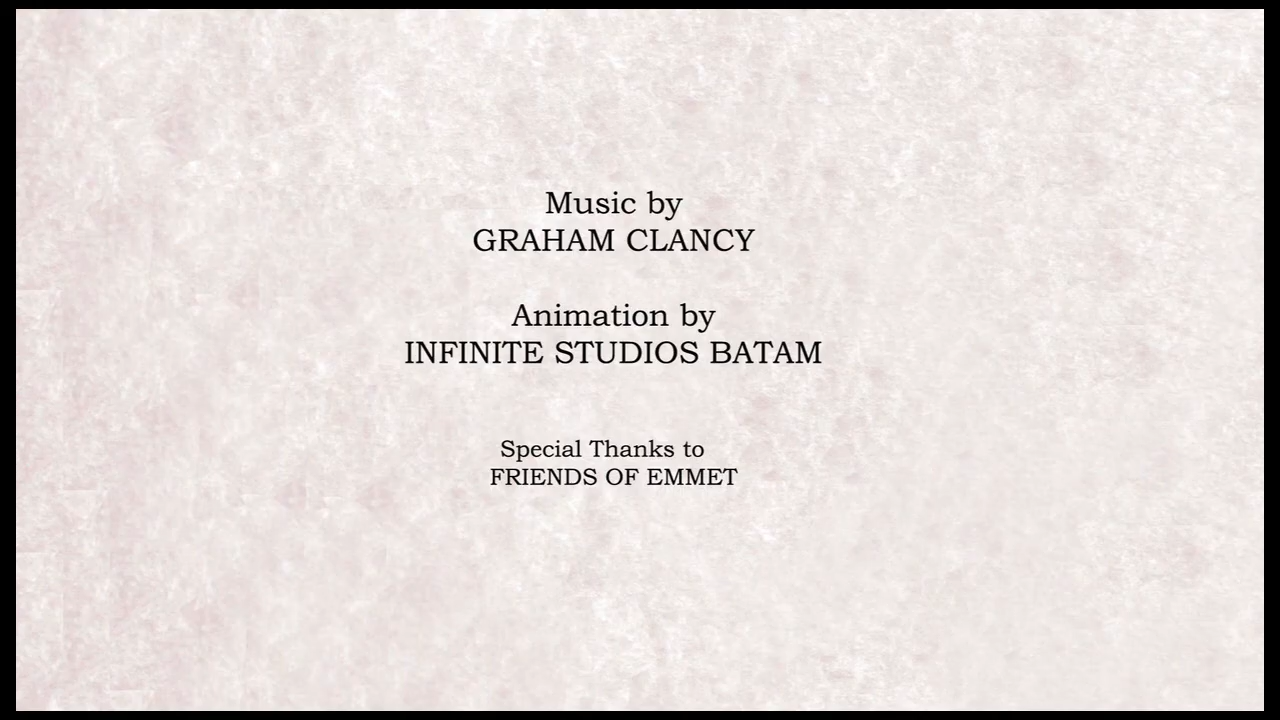 Music by
GRAHAM CLANCY
Animation by
INFINITE STUDIOS BATAM
Special Thanks to
FRIENDS OF EMMET